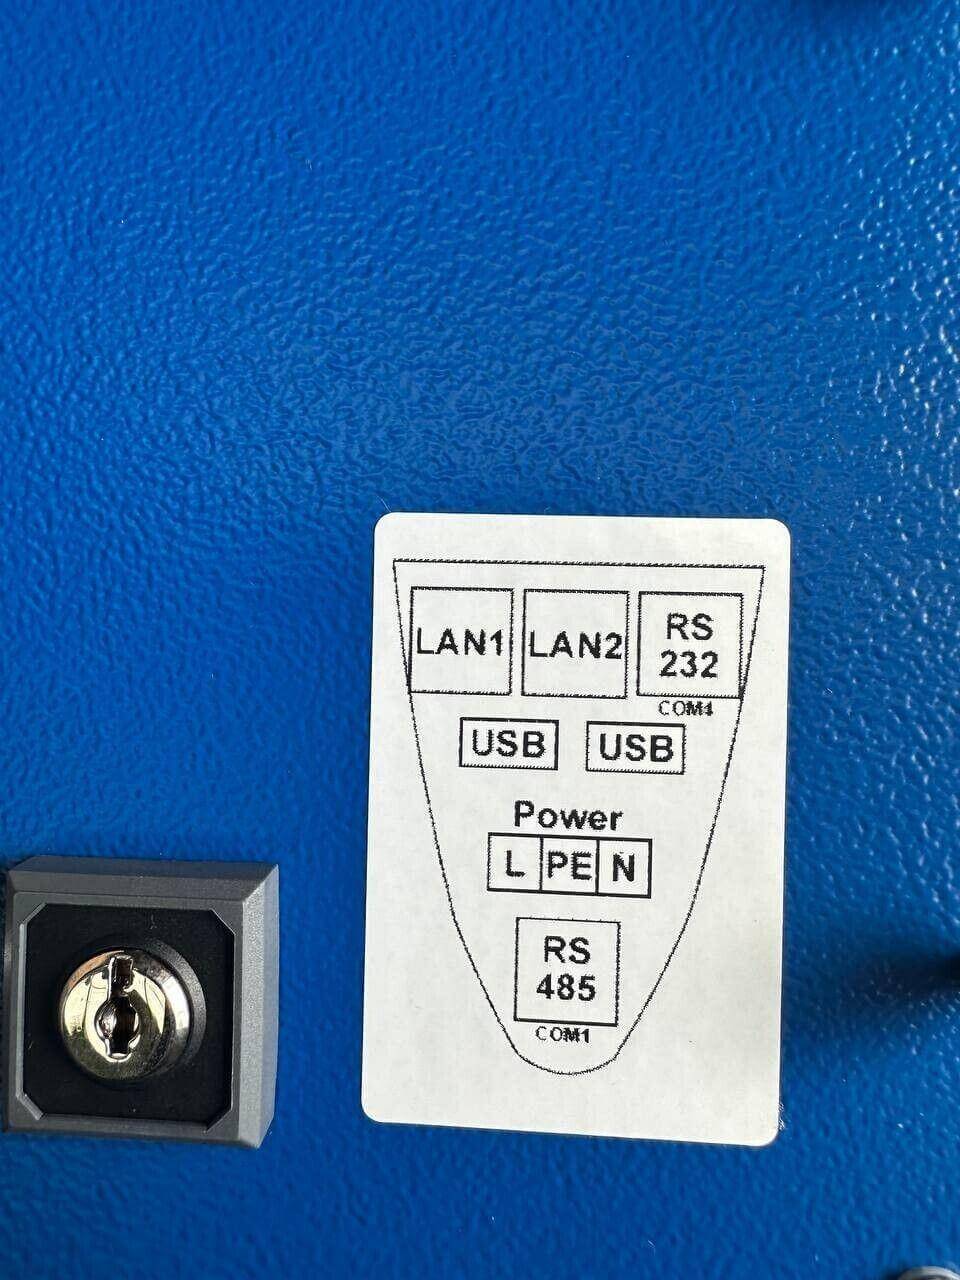 LAN1 LAN2 RS
232
COM4
USB USB
Power
L PE N
RS
485
COM1